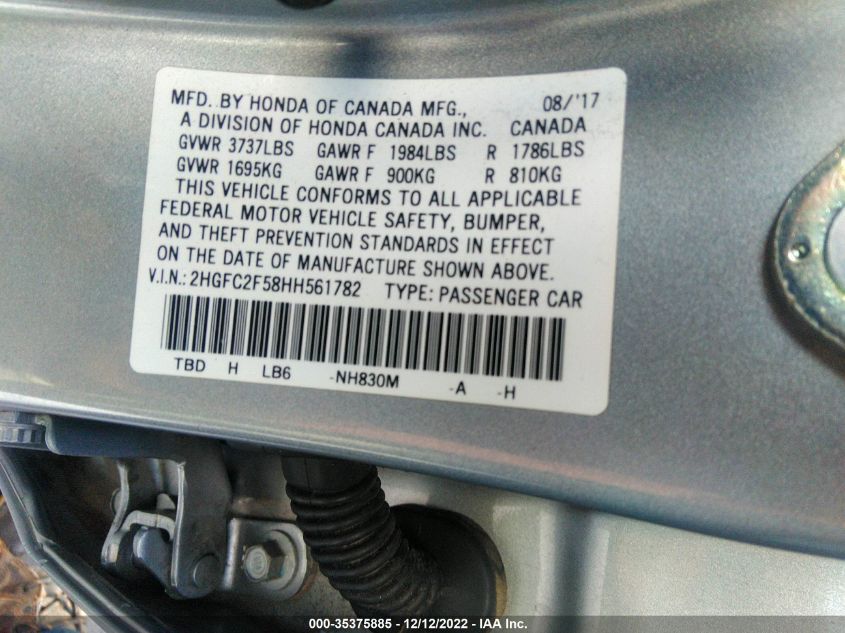 MFD. BY HONDA OF CANADA MFG., 08/'17
A DIVISION OF HONDA CANADA INC. CANADA
GVWR 3737LBS GAWR F 1984LBS R 1786LBS
GVWR 1695KG GAWR F 900KG R 810KG
THIS VEHICLE CONFORMS TO ALL APPLICABLE
FEDERAL MOTOR VEHICLE SAFETY, BUMPER,
AND THEFT PREVENTION STANDARDS IN EFFECT
ON THE DATE OF MANUFACTURE SHOWN ABOVE.
V.I.N.: 2HGFC2F58HH561782 TYPE: PASSENGER CAR
TBD H LB6 -NH830M -A -H
000-35375885 - 12/12/2022 - IAA Inc.